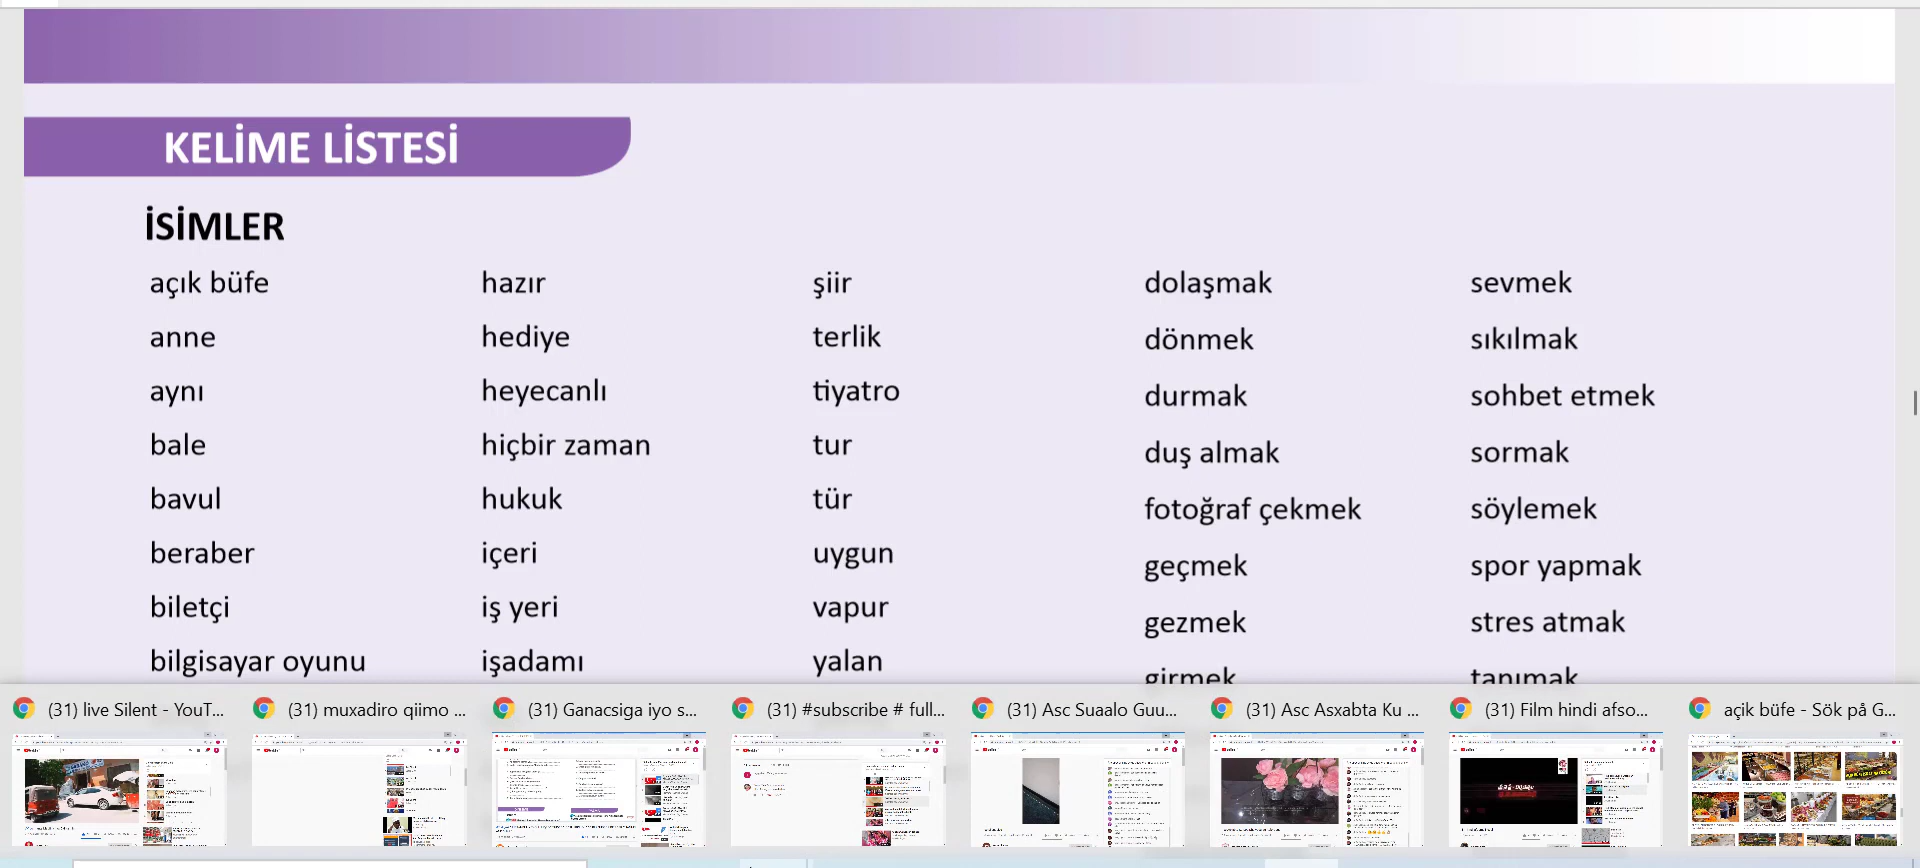 KELİME LİSTESİ
İSİMLER
açık büfe
anne
aynı
bale
bavul
beraber
biletçi
bilgisayar oyunu
hazır
hediye
heyecanlı
hiçbir zaman
hukuk
içeri
iş yeri
işadamı
şiir
terlik
tiyatro
tur
tür
uygun
vapur
yalan
dolaşmak
dönmek
durmak
duş almak
fotoğraf çekmek
geçmek
gezmek
girmek
sevmek
sıkılmak
sohbet etmek
sormak
söylemek
spor yapmak
stres atmak
tanımak
(31) live Silent - YouT...
(31) muxadiro qiimo ...
(31) Ganacsiga iyo s...
(31) #subscribe # full...
(31) Asc Suaalo Guu...
(31) Asc Asxabta Ku ...
(31) Film hindi afso...
açik büfe - Sök på G...